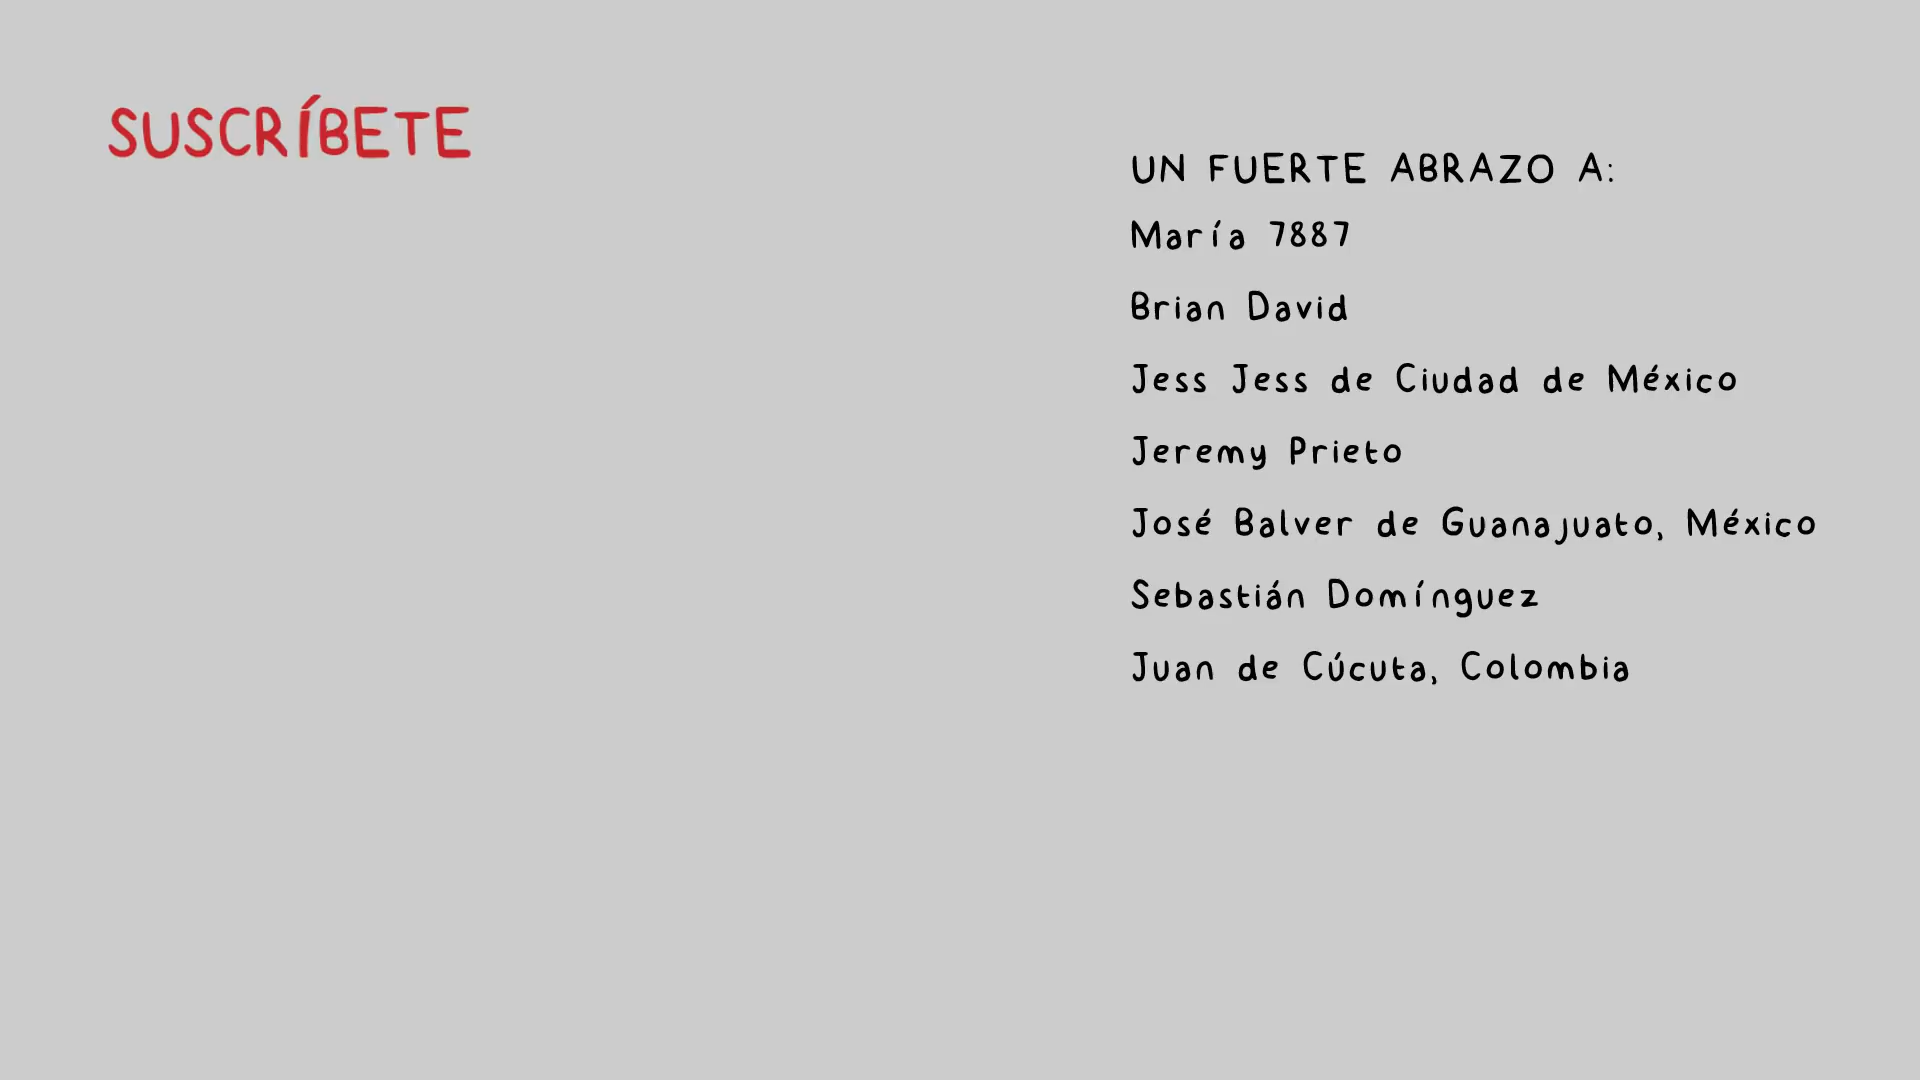 SUSCRÍBETE
UN FUERTE ABRAZO A:
María 7887
Brian David
Jess Jess de Ciudad de México
Jeremy Prieto
José Balver de Guanajuato, México
Sebastián Domínguez
Juan de Cúcuta, Colombia